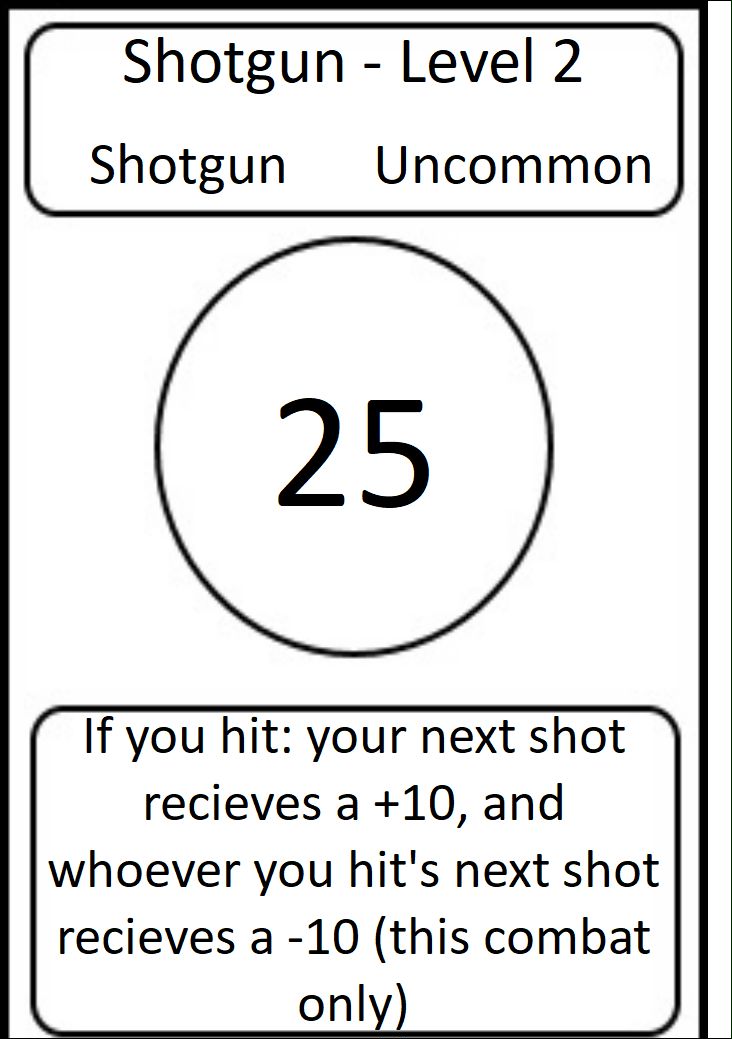 Shotgun - Level 2
Shotgun Uncommon
25
If you hit: your next shot
recieves a +10, and
whoever you hit's next shot
recieves a -10 (this combat
only)